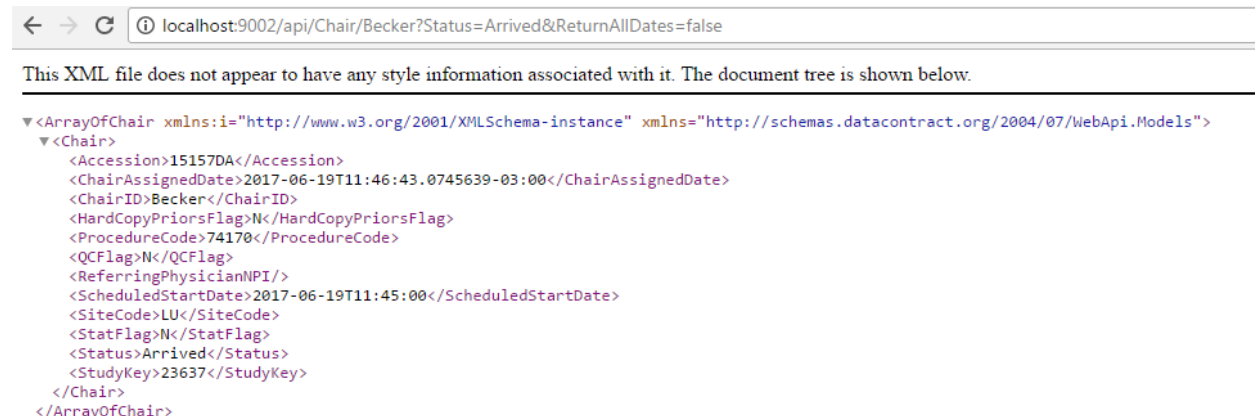 localhost:9002/api/Chair/Becker?Status=Arrived&ReturnAllDates=false
This XML file does not appear to have any style information associated with it. The document tree is shown below.
▼<ArrayOfChair xmlns:i="http://www.w3.org/2001/XMLSchema-instance" xmlns="http://schemas.datacontract.org/2004/07/WebApi.Models">
▼<Chair>
<Accession>15157DA</Accession>
<ChairAssignedDate>2017-06-19T11:46:43.0745639-03:00</ChairAssignedDate>
<ChairID>Becker</ChairID>
<HardCopyPriorsFlag>N</HardCopyPriorsFlag>
<ProcedureCode>74170</ProcedureCode>
<QCFlag>N</QCFlag>
<ReferringPhysicianNPI/>
<ScheduledStartDate>2017-06-19T11:45:00</ScheduledStartDate>
<SiteCode>LU</SiteCode>
<StatFlag>N</StatFlag>
<Status>Arrived</Status>
<StudyKey>23637</StudyKey>
</Chair>
</ArrayOfChair>